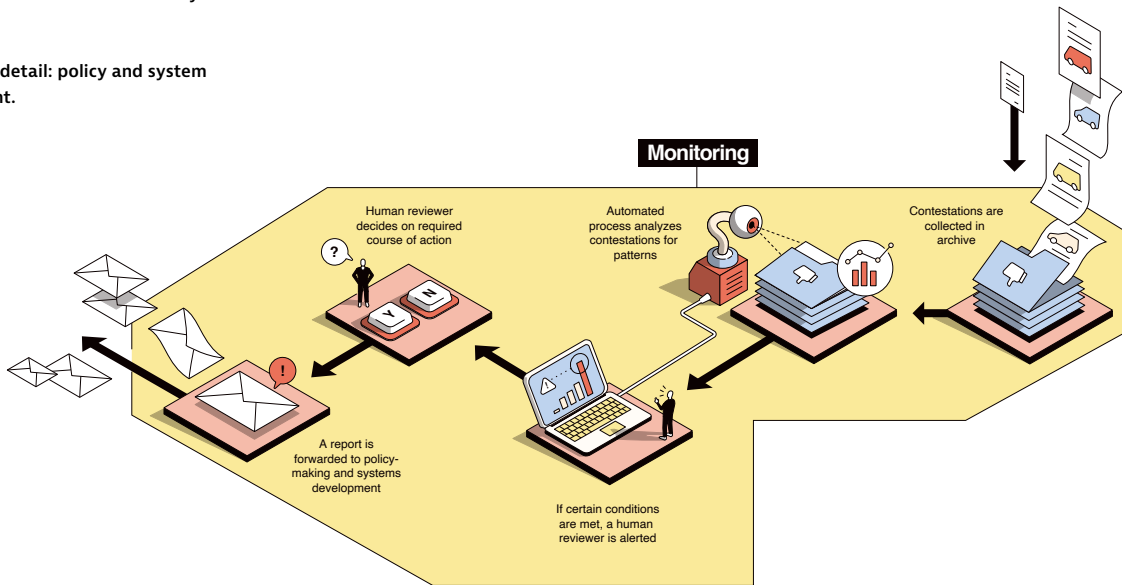 detail: policy and system
nt.
Monitoring
Human reviewer
decides on required
course of action
?
Y
N
Automated
process analyzes
contestations for
patterns
Contestations are
collected in
archive
!
!
A report is
forwarded to policy-
making and systems
development
If certain conditions
are met, a human
reviewer is alerted